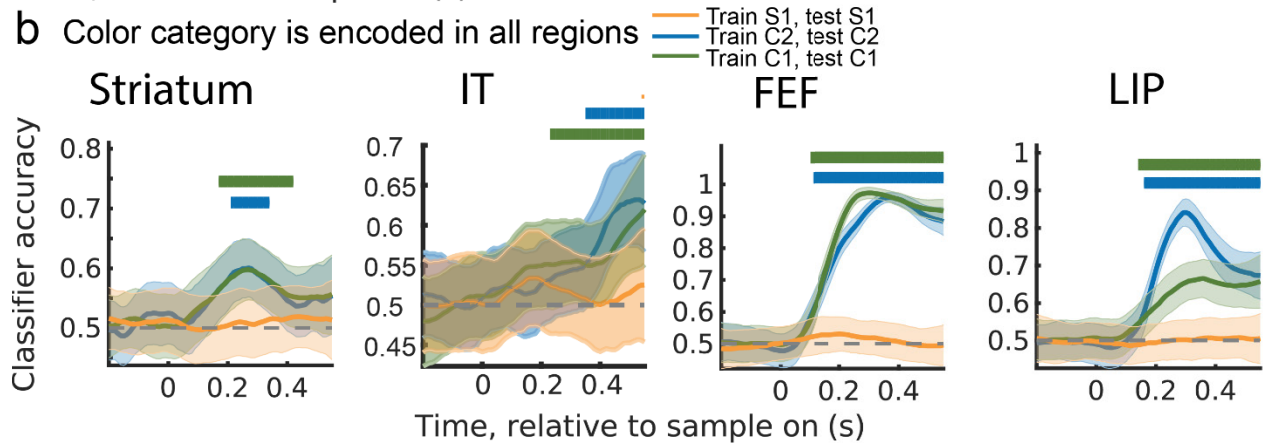 b Color category is encoded in all regions
Train S1, test S1
Train C2, test C2
Train C1, test C1
Striatum
IT
FEF
LIP
Classifier accuracy
0.8
0.7
0.6
0.5
0 0.2 0.4
0.7
0.65
0.6
0.55
0.5
0.45
0 0.2 0.4
1
0.9
0.8
0.7
0.6
0.5
0 0.2 0.4
1
0.9
0.8
0.7
0.6
0.5
0 0.2 0.4
Time, relative to sample on (s)